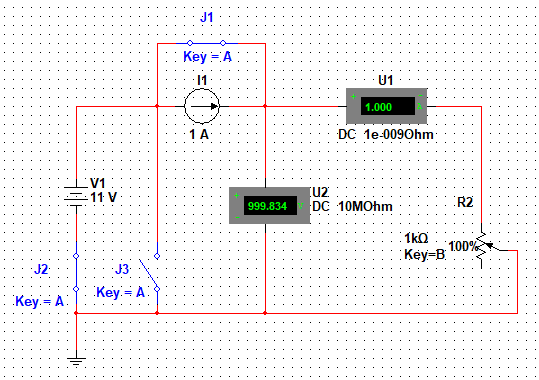 J1
Key = A
I1
1 A
U1
+
1.000
A
DC 1e-009Ohm
V1
11 V
U2
+
999.834
V
DC 10MOhm
R2
1kΩ
100%
Key=B
J2
Key = A
J3
Key = A